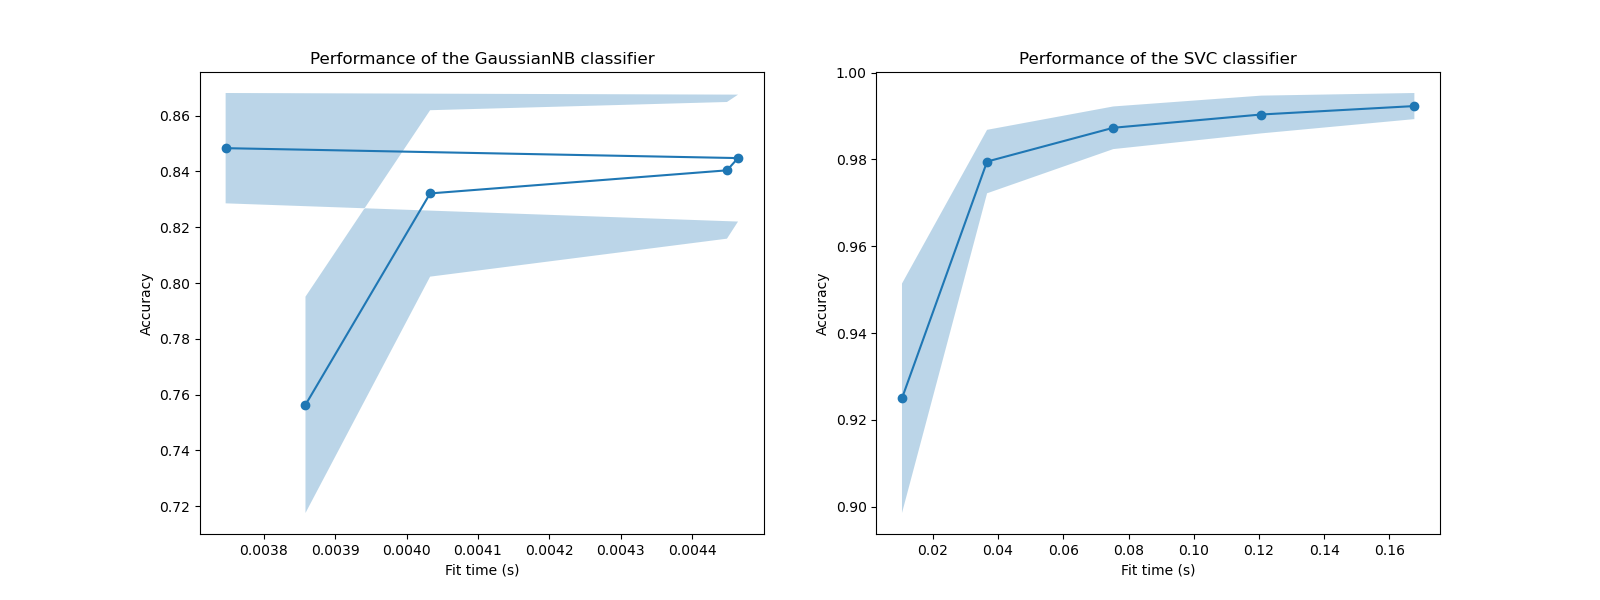 Performance of the GaussianNB classifier
Accuracy
0.86
0.84
0.82
0.80
0.78
0.76
0.74
0.72
0.0038 0.0039 0.0040 0.0041 0.0042 0.0043 0.0044
Fit time (s)
Performance of the SVC classifier
Accuracy
1.00
0.98
0.96
0.94
0.92
0.90
0.02 0.04 0.06 0.08 0.10 0.12 0.14 0.16
Fit time (s)